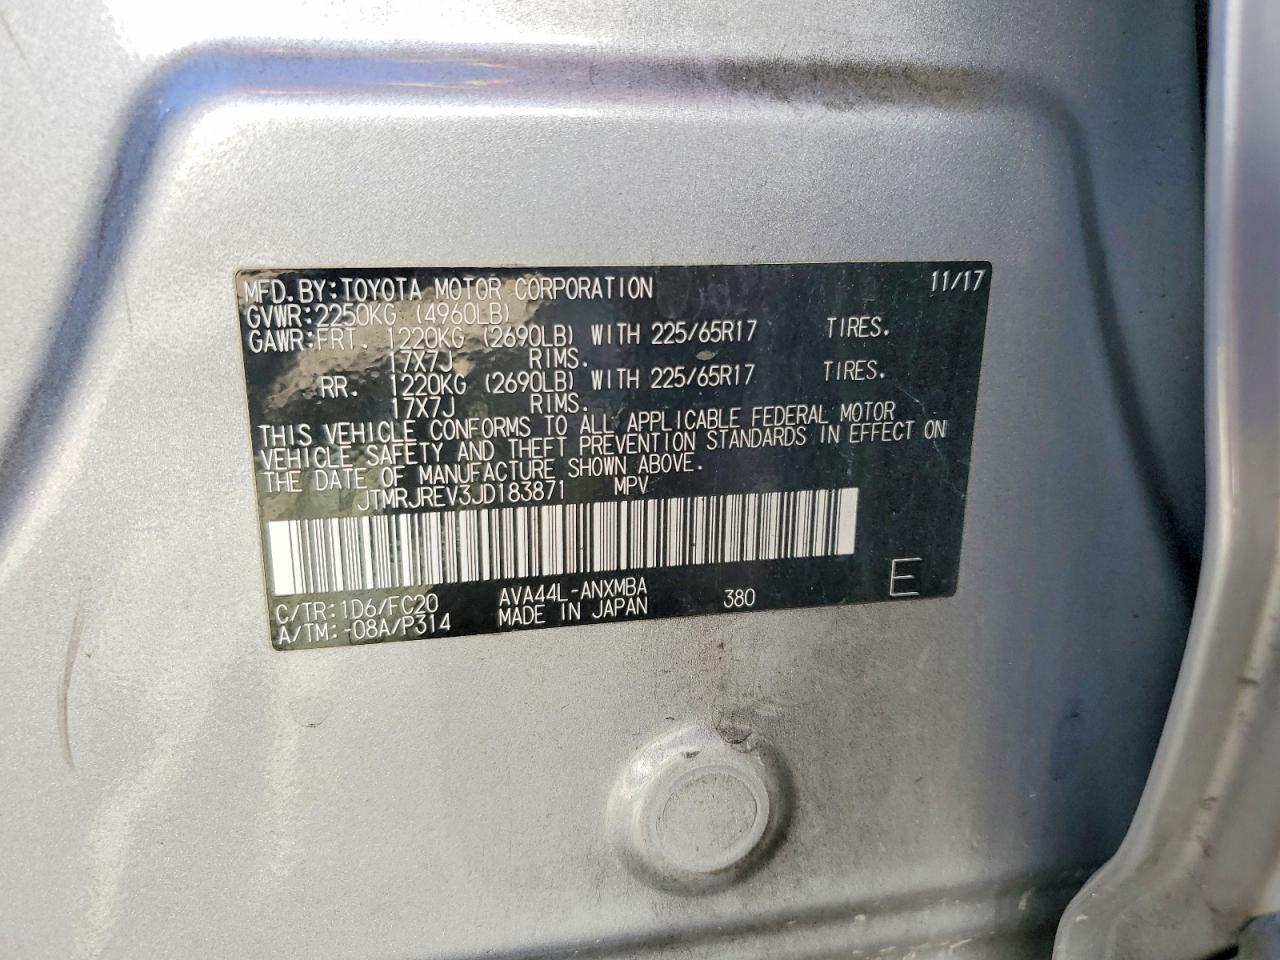 MFD.BY:TOYOTA MOTOR CORPORATION 11/17
GVWR:2250KG (4960LB)
GAWR:FRT. 1220KG (2690LB) WITH 225/65R17 TIRES.
17X7J RIMS.
RR. 1220KG (2690LB) WITH 225/65R17 TIRES.
17X7J RIMS.
THIS VEHICLE CONFORMS TO ALL APPLICABLE FEDERAL MOTOR
VEHICLE SAFETY AND THEFT PREVENTION STANDARDS IN EFFECT ON
THE DATE OF MANUFACTURE SHOWN ABOVE.
JTMRJREV3JD183871 MPV
C/TR:1D6/FC20 AVA44L-ANXMBA 380 E
A/TM:-08A/P314 MADE IN JAPAN